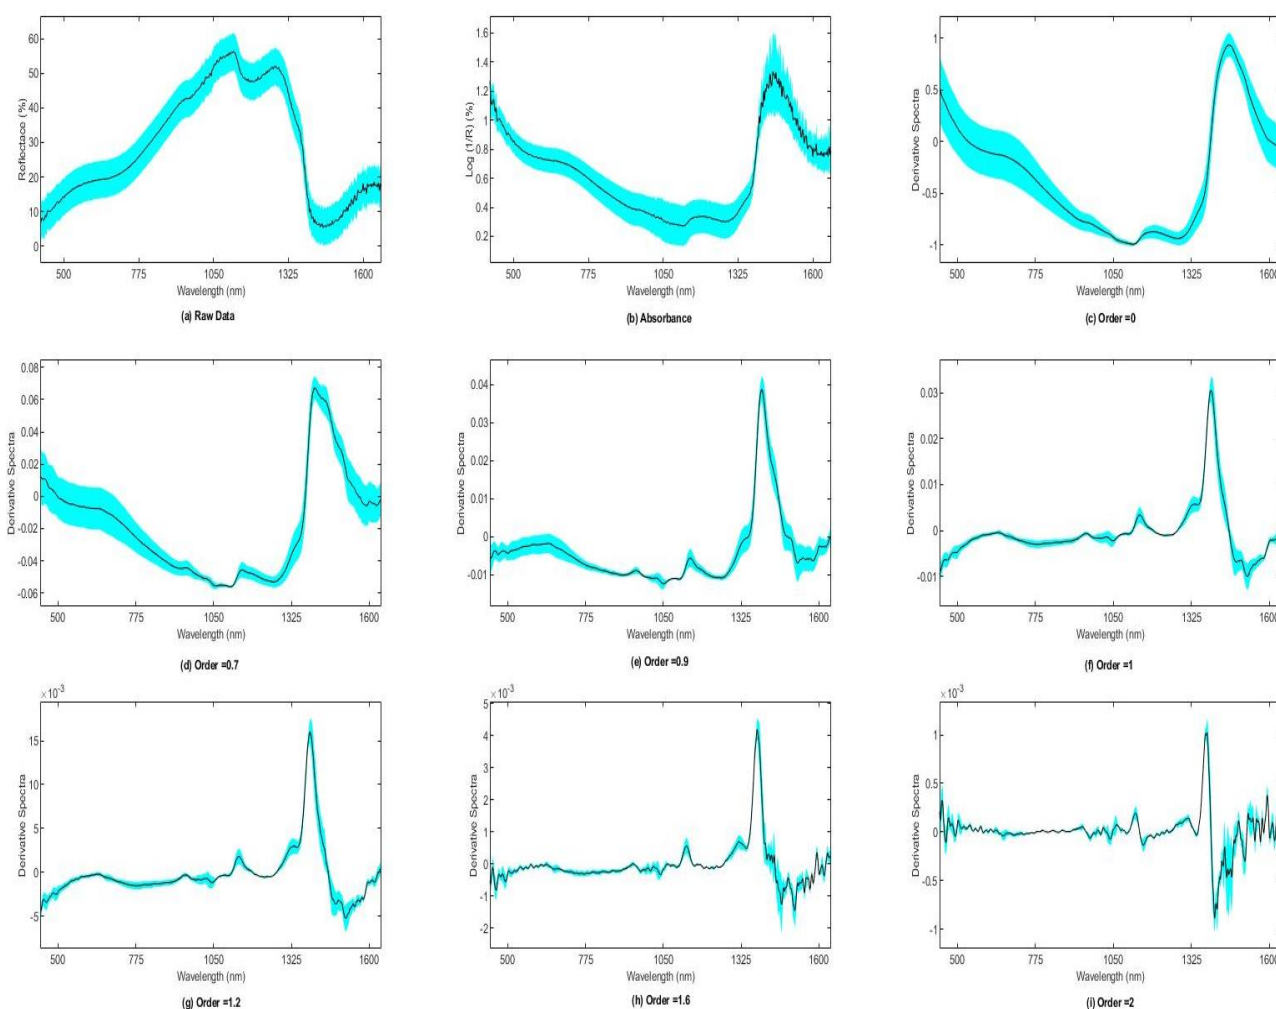 Reflectace (%)
60
50
40
30
20
10
0
500 775 1050 1325 1600
Wavelength (nm)
(a) Raw Data
Log (1/R) (%)
1.6
1.4
1.2
1
0.8
0.6
0.4
0.2
500 775 1050 1325 1600
Wavelength (nm)
(b) Absorbance
Derivative Spectra
1
0.5
0
-0.5
-1
500 775 1050 1325 1600
Wavelength (nm)
(c) Order =0
Derivative Spectra
0.08
0.06
0.04
0.02
0
-0.02
-0.04
-0.06
500 775 1050 1325 1600
Wavelength (nm)
(d) Order =0.7
Derivative Spectra
0.04
0.03
0.02
0.01
0
-0.01
500 775 1050 1325 1600
Wavelength (nm)
(e) Order =0.9
Derivative Spectra
0.03
0.02
0.01
0
-0.01
500 775 1050 1325 1600
Wavelength (nm)
(f) Order =1
×10⁻³
Derivative Spectra
15
10
5
0
-5
500 775 1050 1325 1600
Wavelength (nm)
(g) Order =1.2
×10⁻³
Derivative Spectra
5
4
3
2
1
0
-1
-2
500 775 1050 1325 1600
Wavelength (nm)
(h) Order =1.6
×10⁻³
Derivative Spectra
1
0.5
0
-0.5
-1
500 775 1050 1325 1600
Wavelength (nm)
(i) Order =2